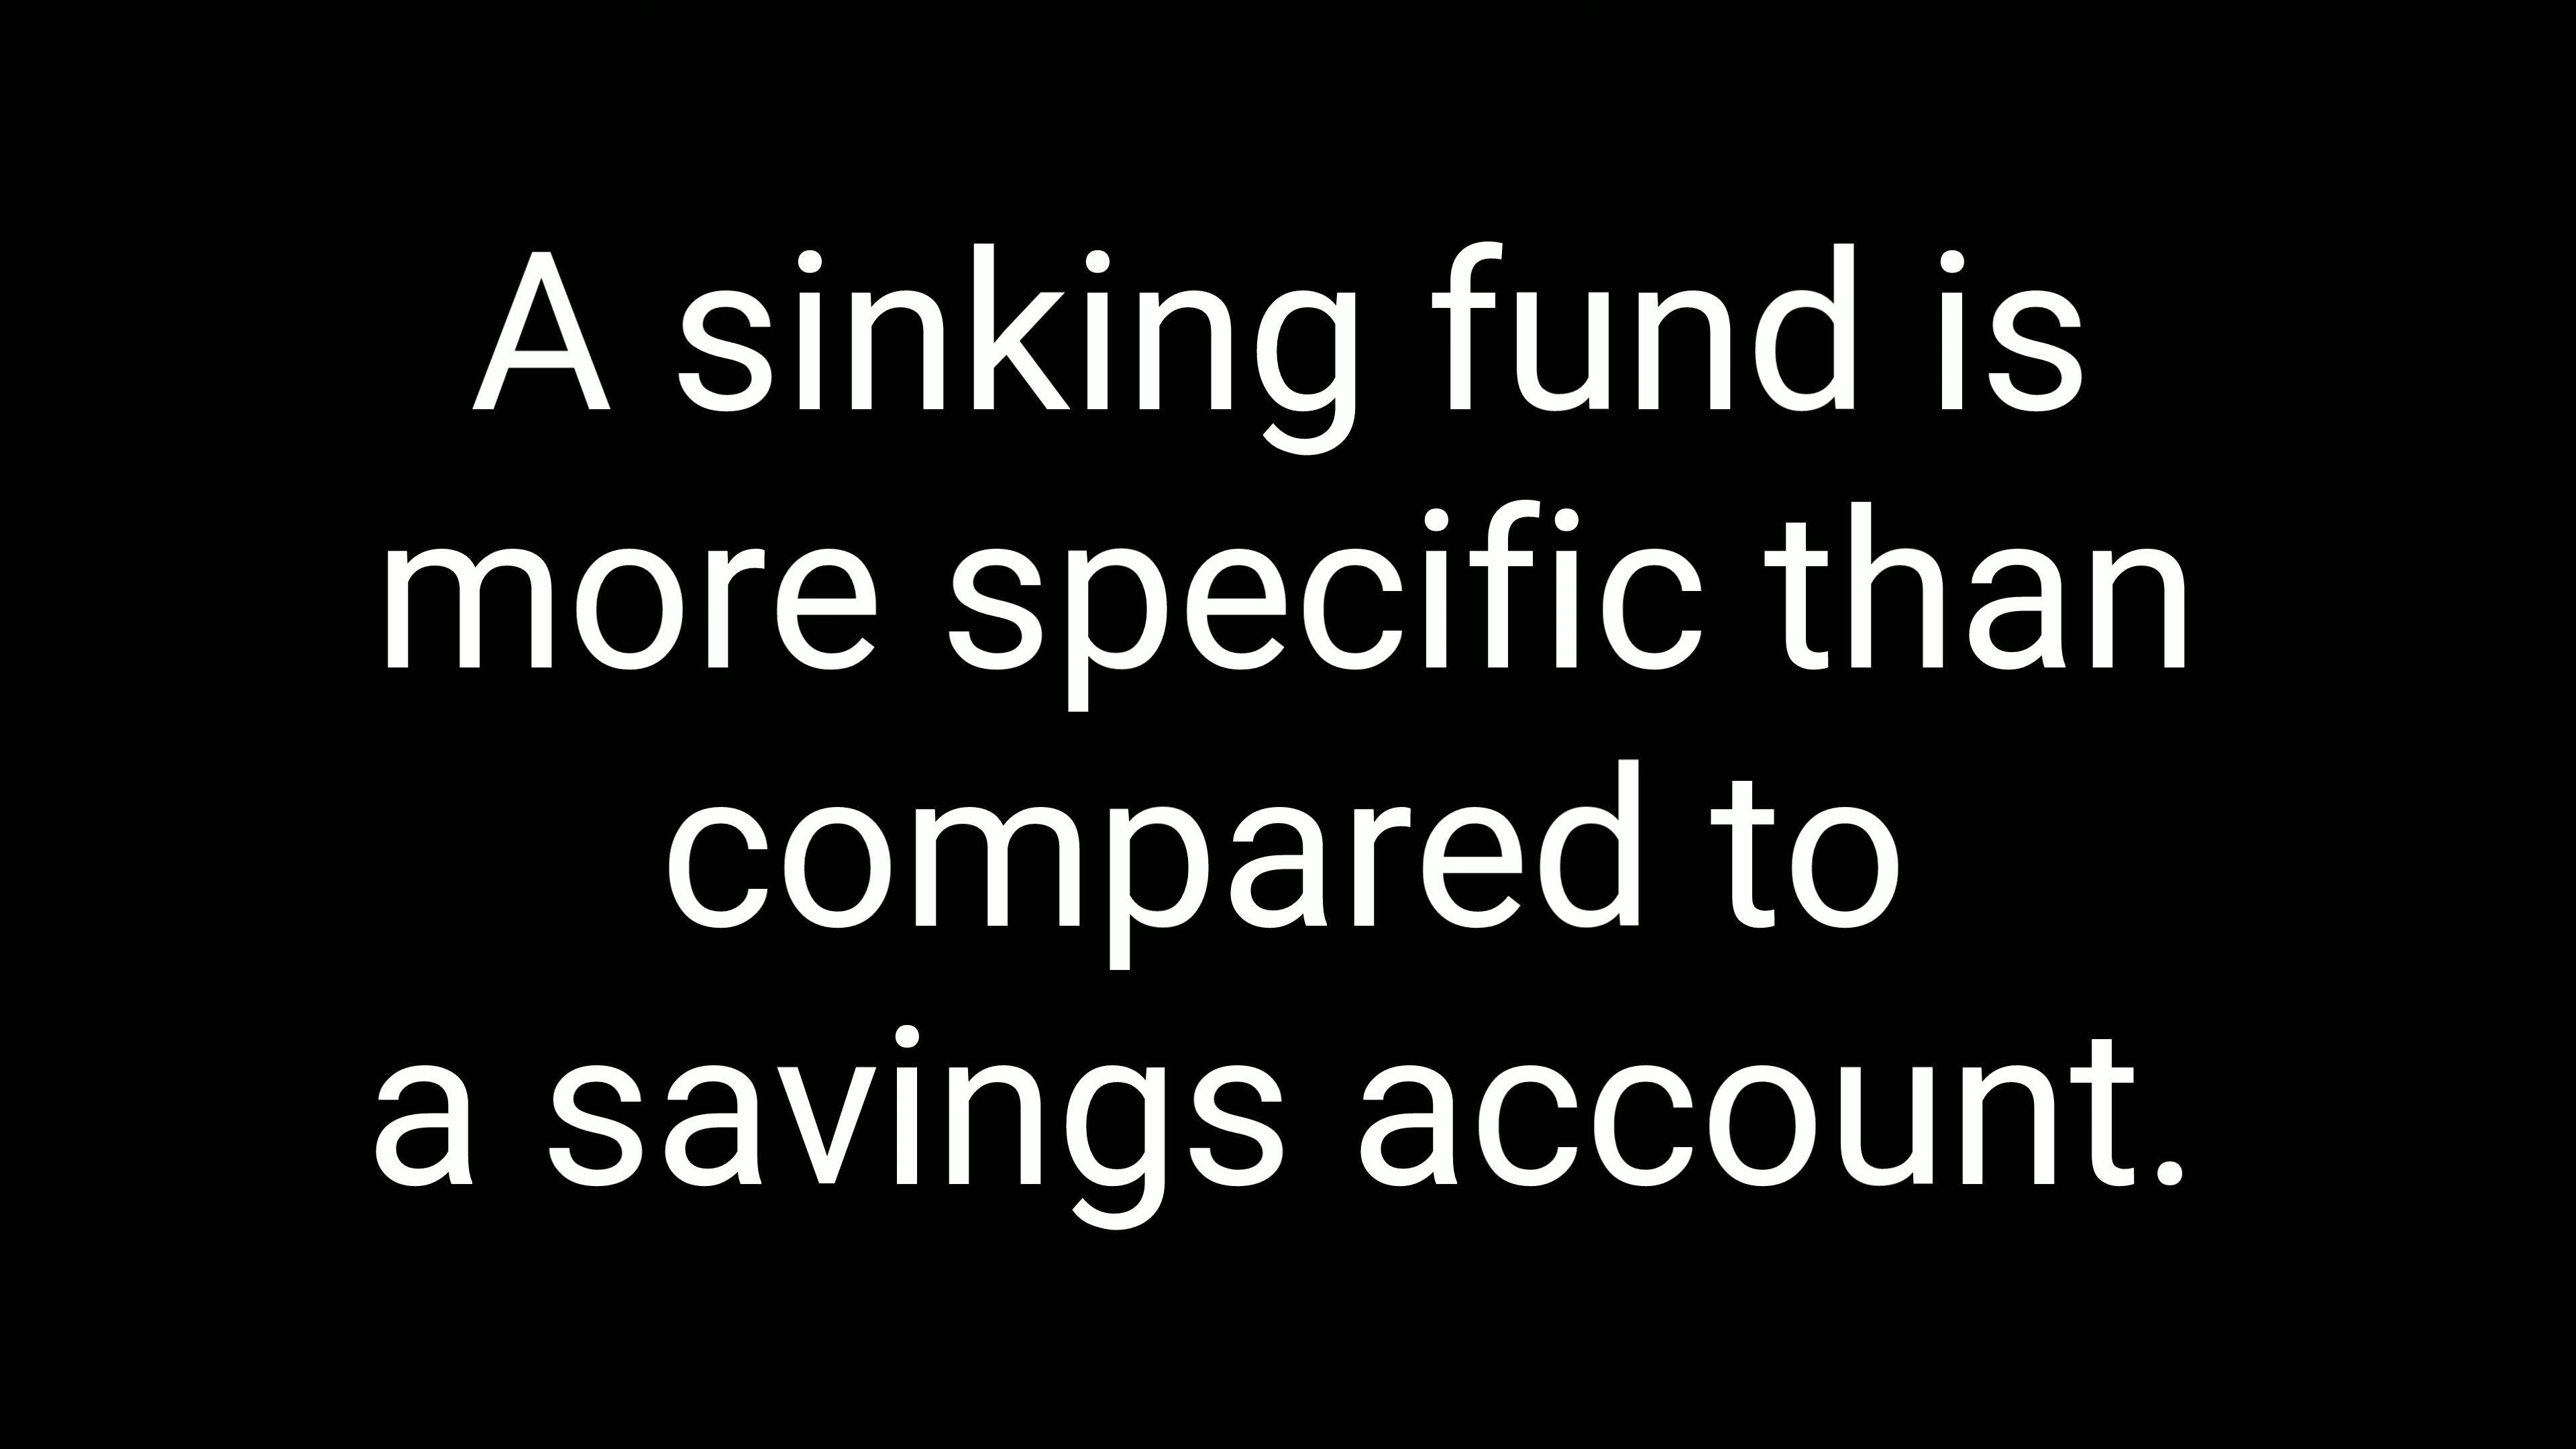 A sinking fund is
more specific than
compared to
a savings account.